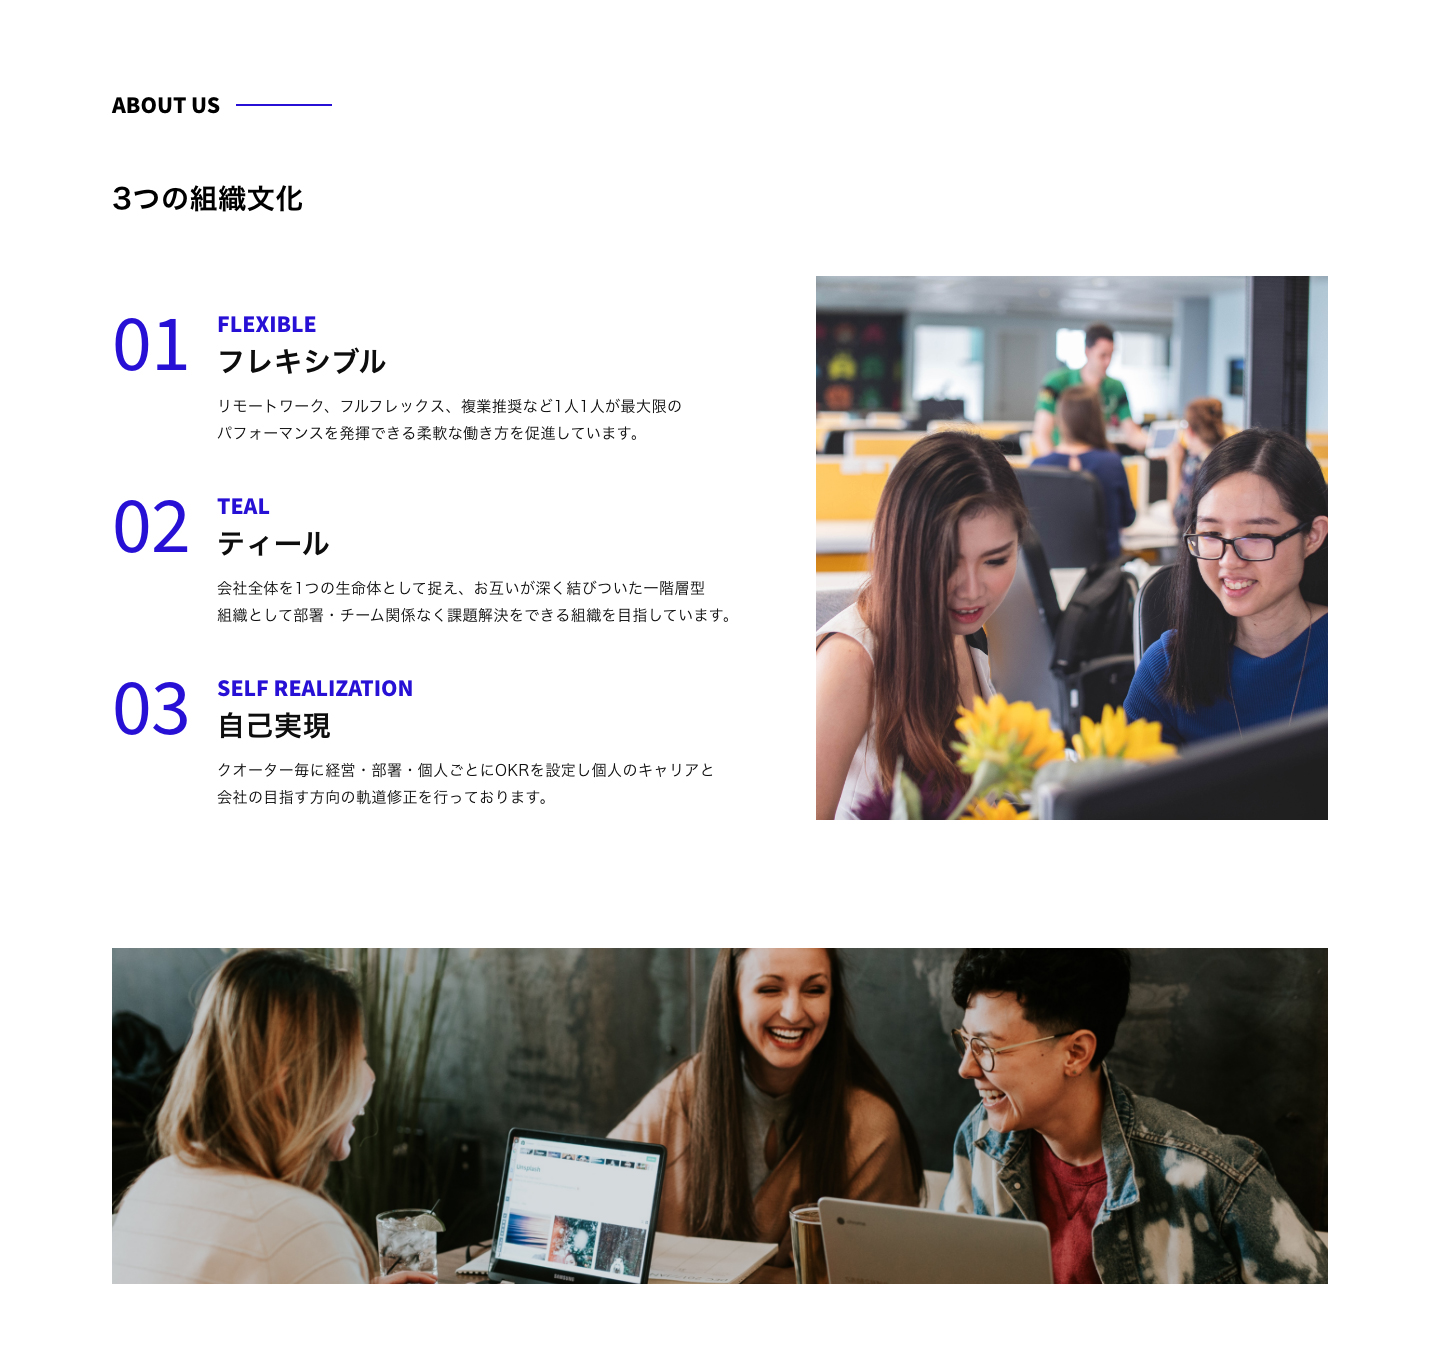 ABOUT US
3つの組織文化
01
FLEXIBLE
フレキシブル
リモートワーク、フルフレックス、複業推奨など1人1人が最大限の
パフォーマンスを発揮できる柔軟な働き方を促進しています。
02
TEAL
ティール
会社全体を1つの生命体として捉え、お互いが深く結びついた一階層型
組織として部署・チーム関係なく課題解決をできる組織を目指しています。
03
SELF REALIZATION
自己実現
クオーター毎に経営・部署・個人ごとにOKRを設定し個人のキャリアと
会社の目指す方向の軌道修正を行っております。
Unsplash
SAMSUNG
chrome